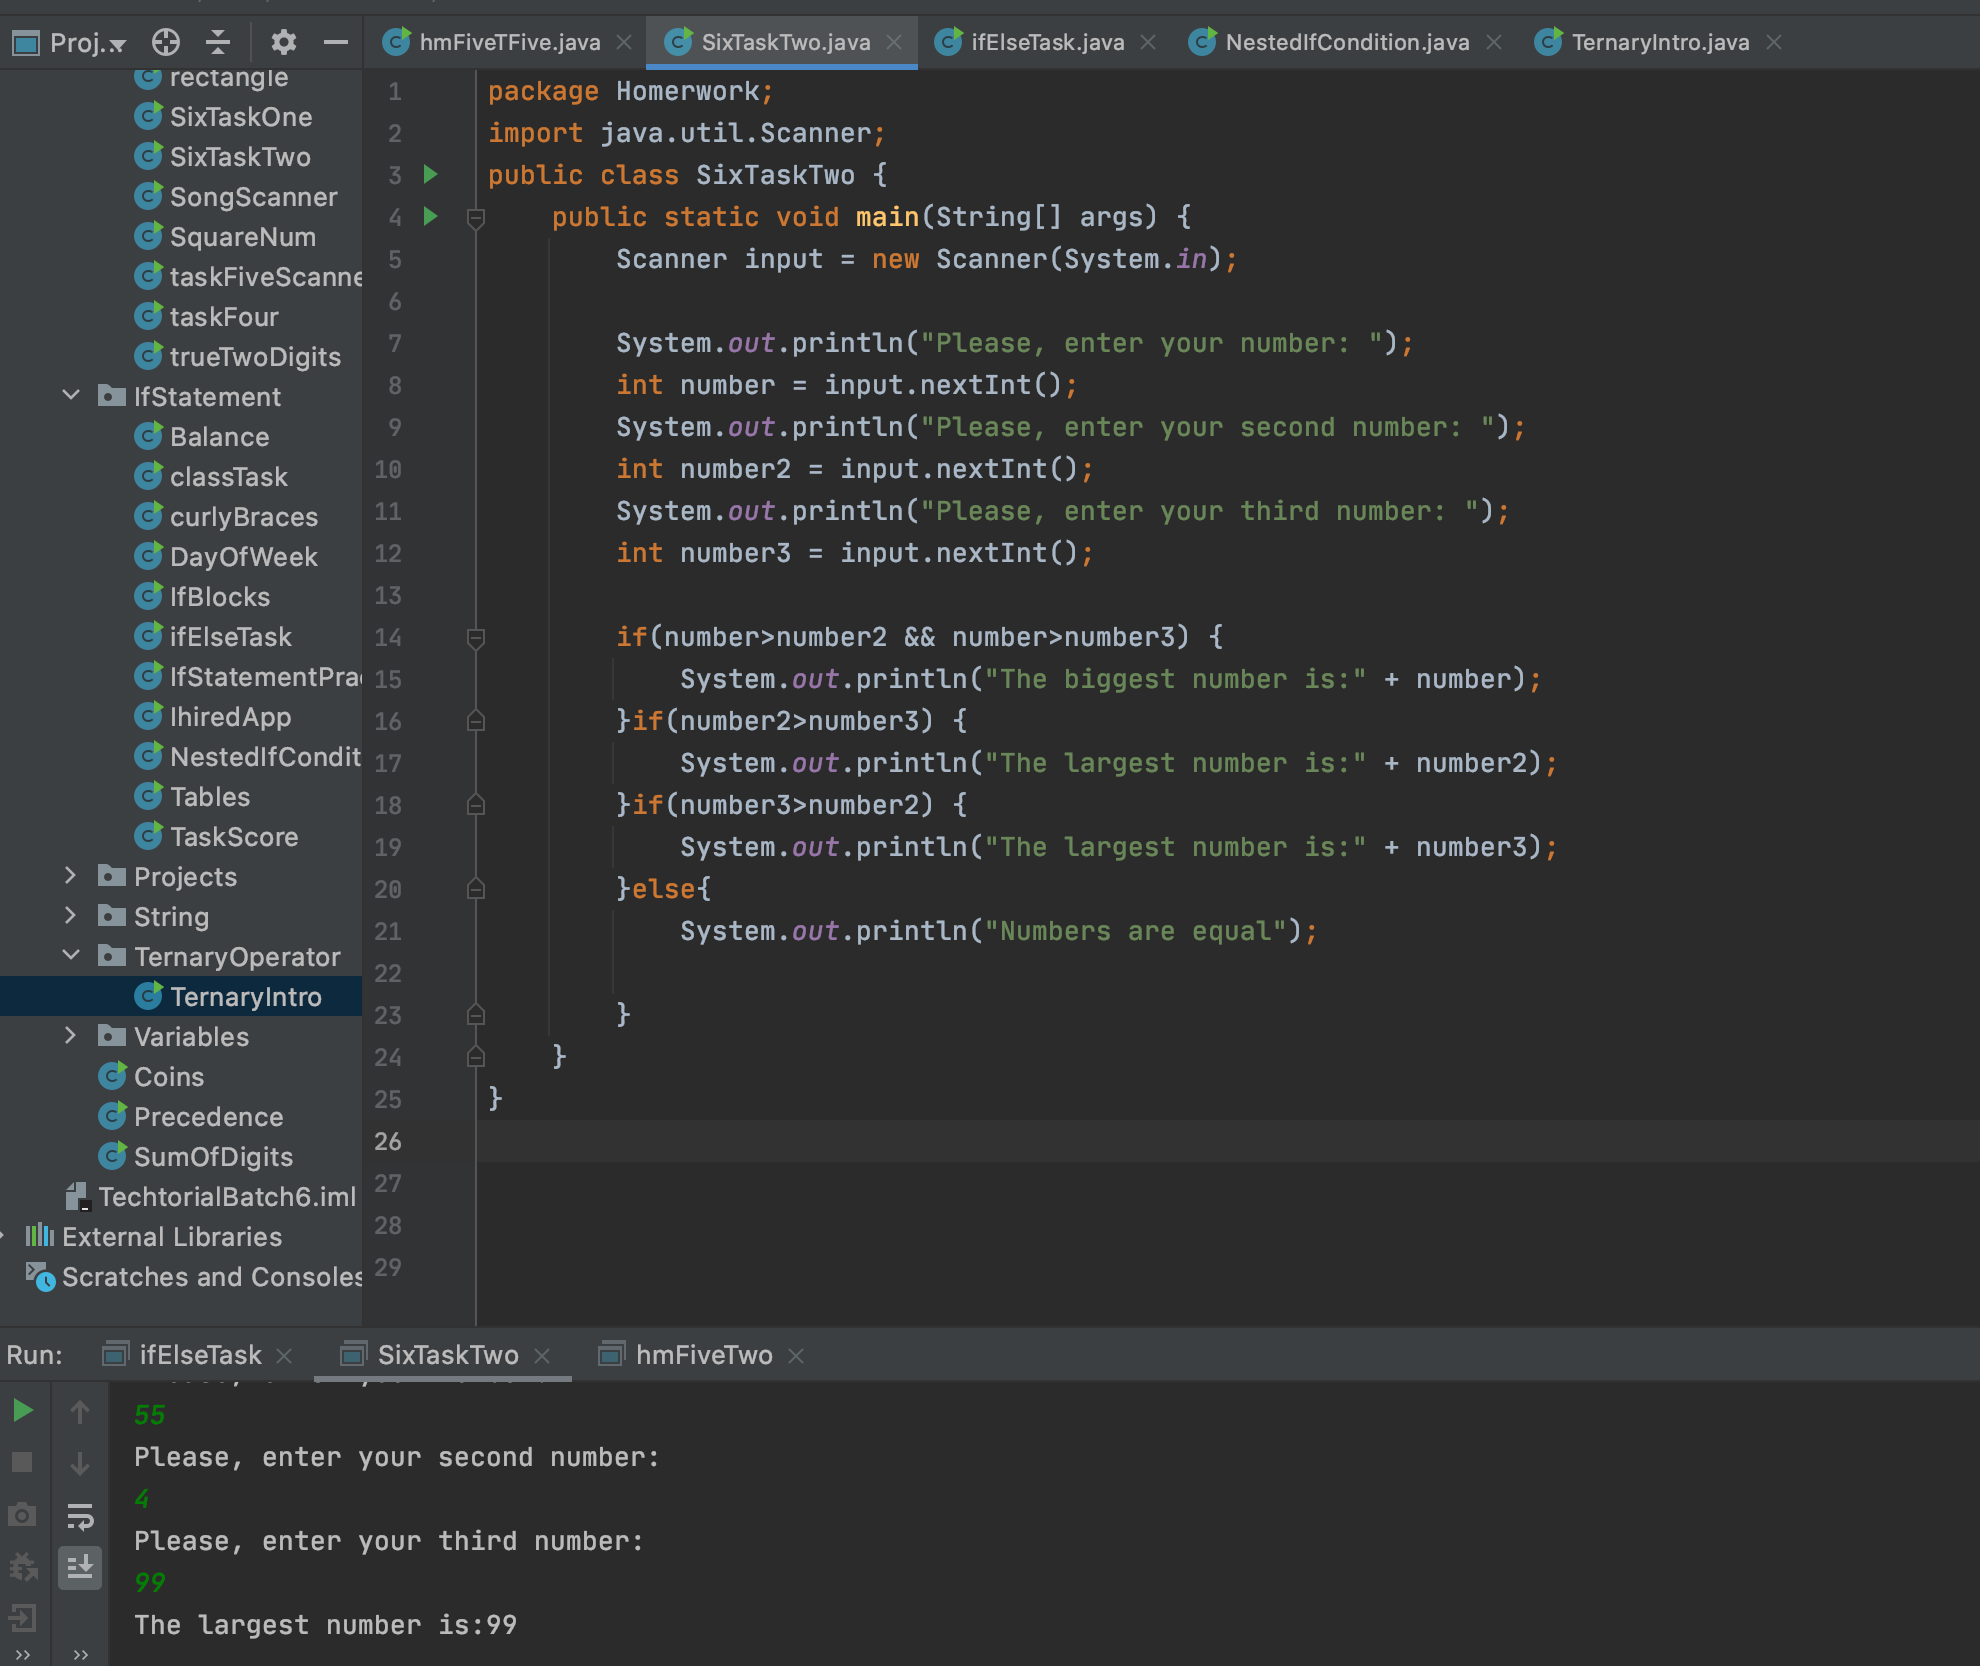 Proj...
hmFiveTFive.java
SixTaskTwo.java
ifElseTask.java
NestedIfCondition.java
TernaryIntro.java
rectangle
SixTaskOne
SixTaskTwo
SongScanner
SquareNum
taskFiveScanne
taskFour
trueTwoDigits
IfStatement
Balance
classTask
curlyBraces
DayOfWeek
IfBlocks
ifElseTask
IfStatementPra
IhiredApp
NestedIfCondit
Tables
TaskScore
Projects
String
TernaryOperator
TernaryIntro
Variables
Coins
Precedence
SumOfDigits
TechtorialBatch6.iml
External Libraries
Scratches and Consoles
1 package Homerwork;
2 import java.util.Scanner;
3 public class SixTaskTwo {
4 public static void main(String[] args) {
5 Scanner input = new Scanner(System.in);
6
7 System.out.println("Please, enter your number: ");
8 int number = input.nextInt();
9 System.out.println("Please, enter your second number: ");
10 int number2 = input.nextInt();
11 System.out.println("Please, enter your third number: ");
12 int number3 = input.nextInt();
13
14 if(number>number2 && number>number3) {
15 System.out.println("The biggest number is:" + number);
16 }if(number2>number3) {
17 System.out.println("The largest number is:" + number2);
18 }if(number3>number2) {
19 System.out.println("The largest number is:" + number3);
20 }else{
21 System.out.println("Numbers are equal");
22
23 }
24 }
25 }
26
27
28
29
Run: ifElseTask SixTaskTwo hmFiveTwo
55
Please, enter your second number:
4
Please, enter your third number:
99
The largest number is:99